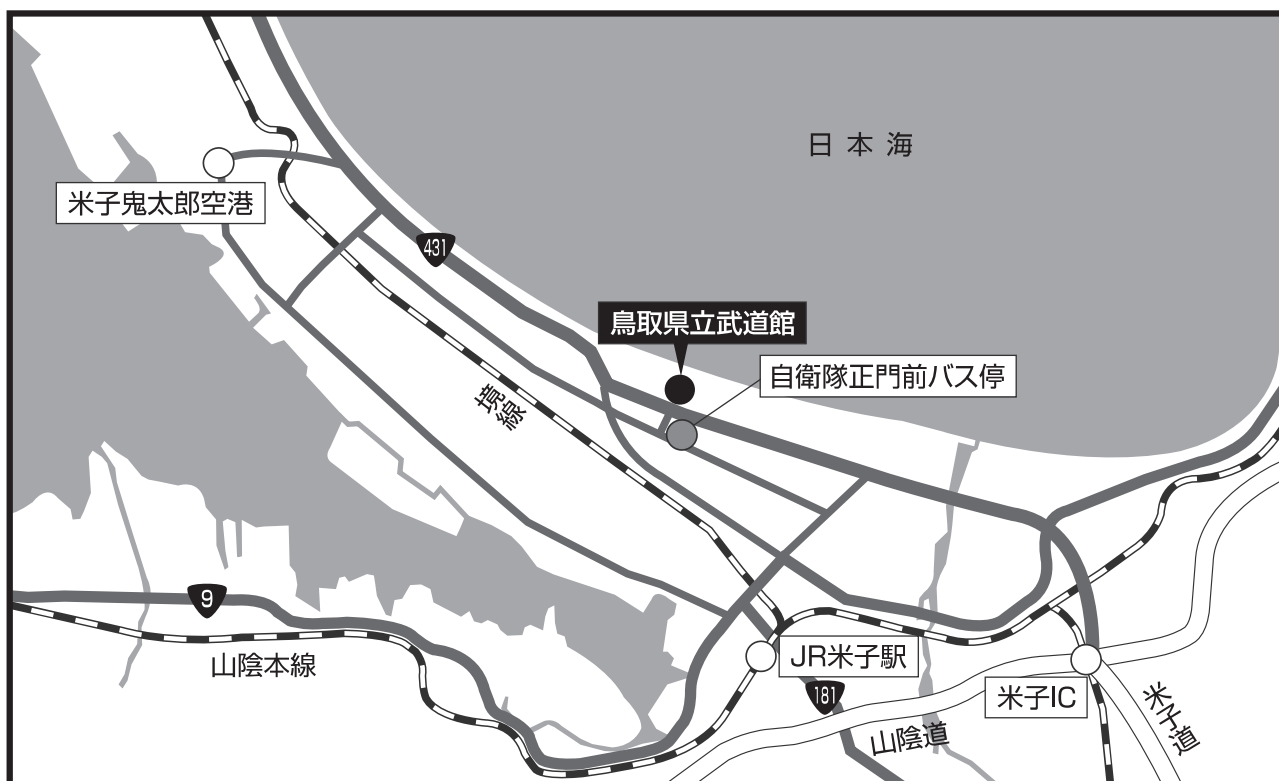 日本海
米子鬼太郎空港
431
鳥取県立武道館
自衛隊正門前バス停
境線
9
山陰本線
JR米子駅
181
米子IC
山陰道
米子道